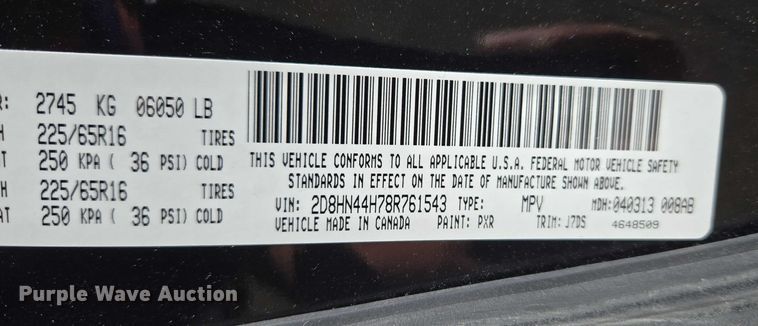 R: 2745 KG 06050 LB
H 225/65R16 TIRES
AT 250 KPA ( 36 PSI) COLD
H 225/65R16 TIRES
AT 250 KPA ( 36 PSI) COLD
THIS VEHICLE CONFORMS TO ALL APPLICABLE U.S.A. FEDERAL MOTOR VEHICLE SAFETY
STANDARDS IN EFFECT ON THE DATE OF MANUFACTURE SHOWN ABOVE.
VIN: 2D8HN44H78R761543 TYPE: MPV MDH: 040313 008AB
VEHICLE MADE IN CANADA PAINT: PXR TRIM: J7DS 4648509
Purple Wave Auction